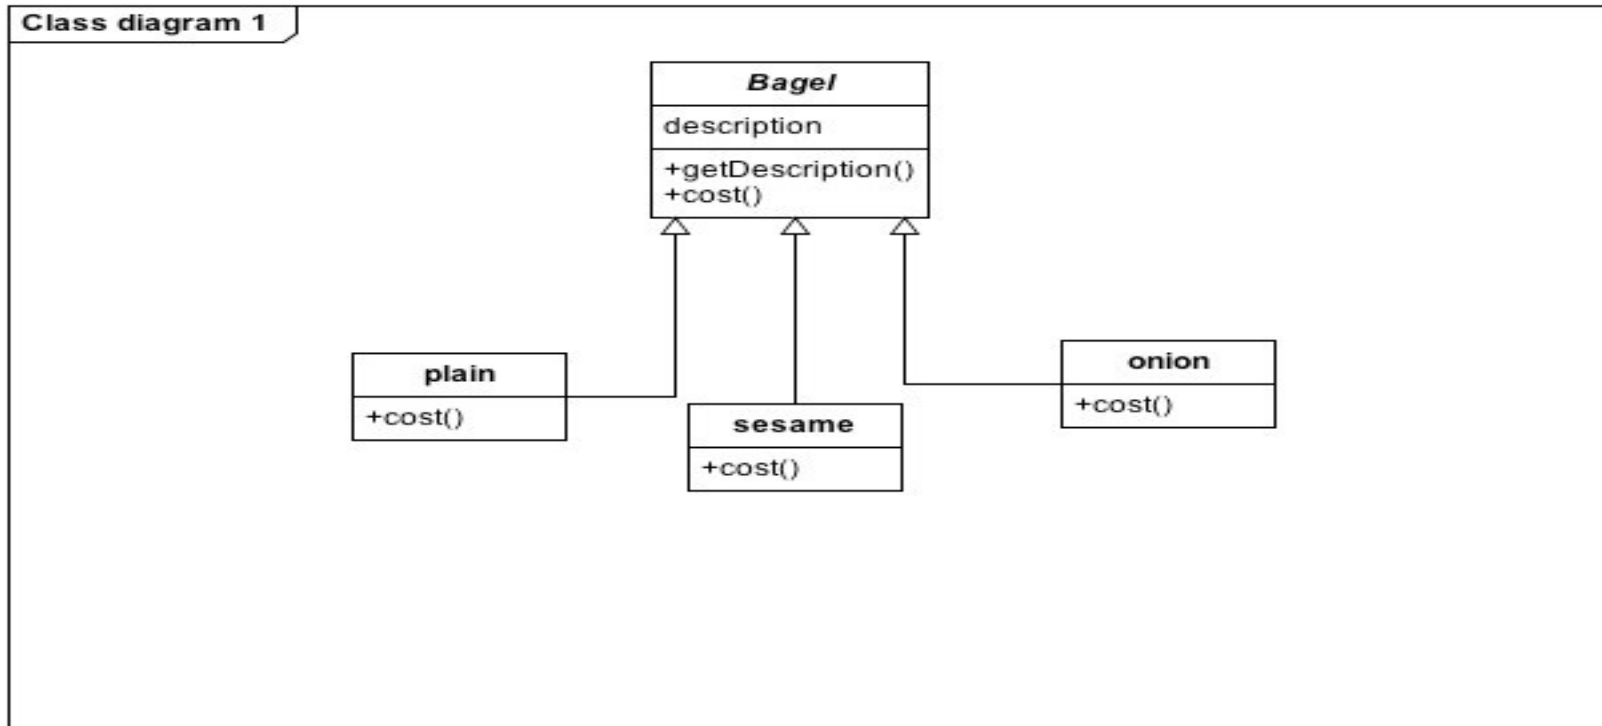 Class diagram 1
Bagel
description
+getDescription()
+cost()
plain
+cost()
sesame
+cost()
onion
+cost()